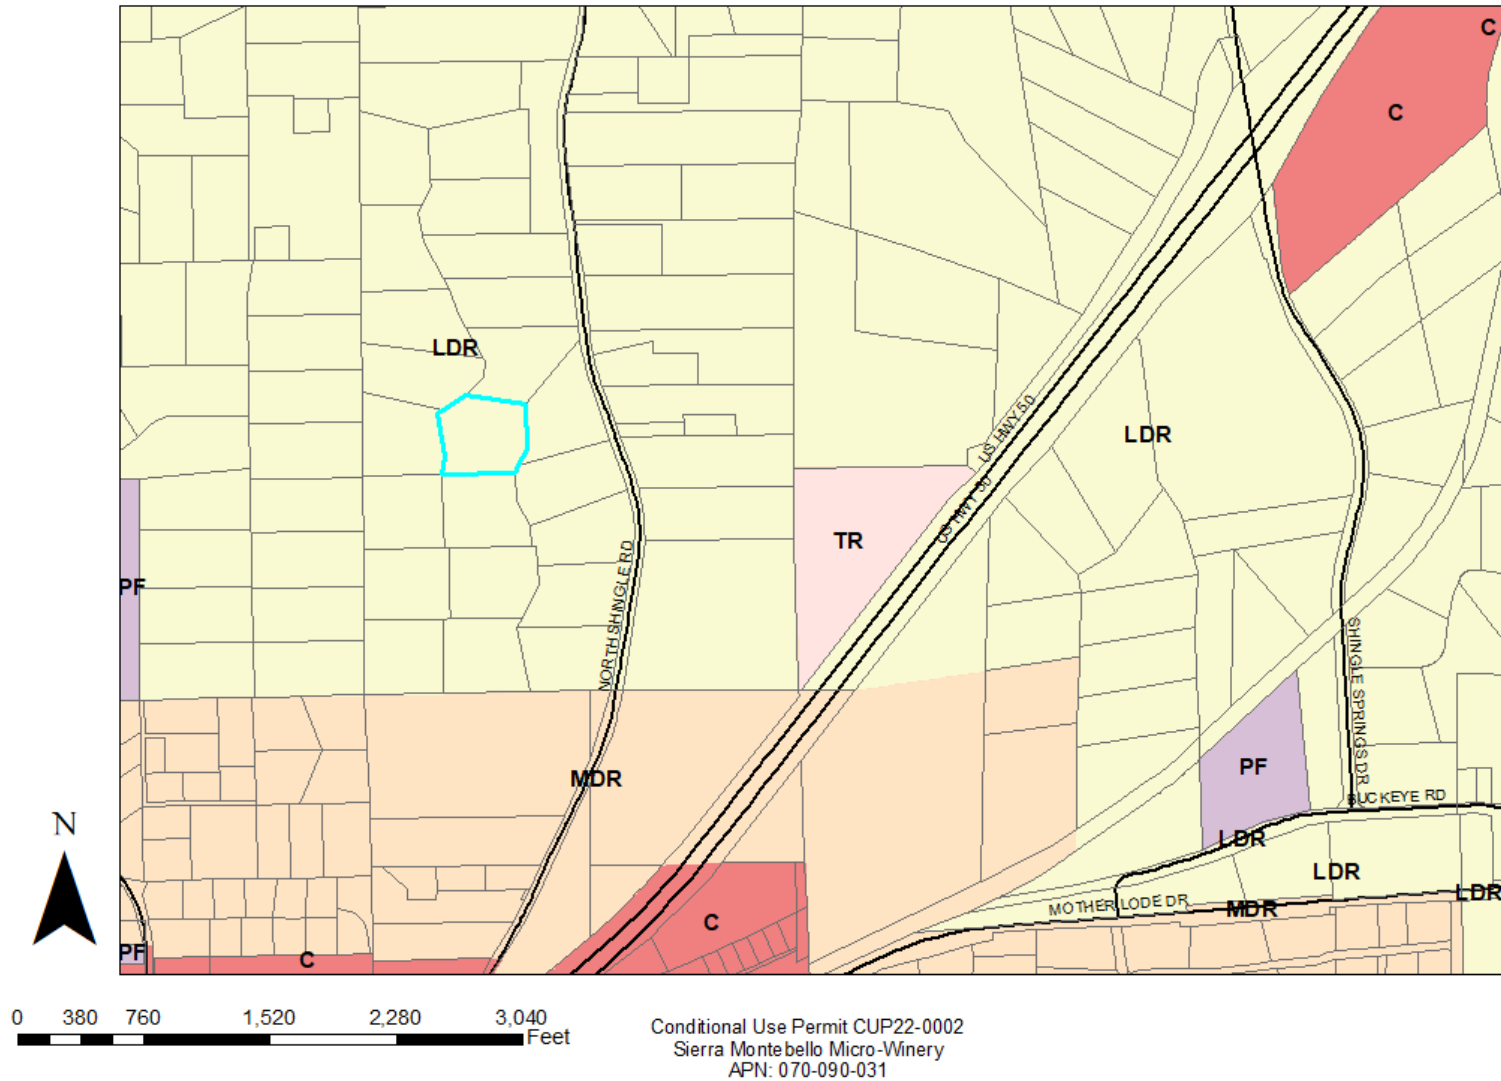 C
C
LDR
US HWY 50
LDR
US HWY 50
TR
PF
NORTH SHINGLE RD
SHINGLE SPRINGS DR
MDR
PF
BUCKEYE RD
LDR
LDR
LDR
MOTHER LODE DR
MDR
C
PF
C
N
0 380 760 1,520 2,280 3,040
Feet
Conditional Use Permit CUP22-0002
Sierra Montebello Micro-Winery
APN: 070-090-031